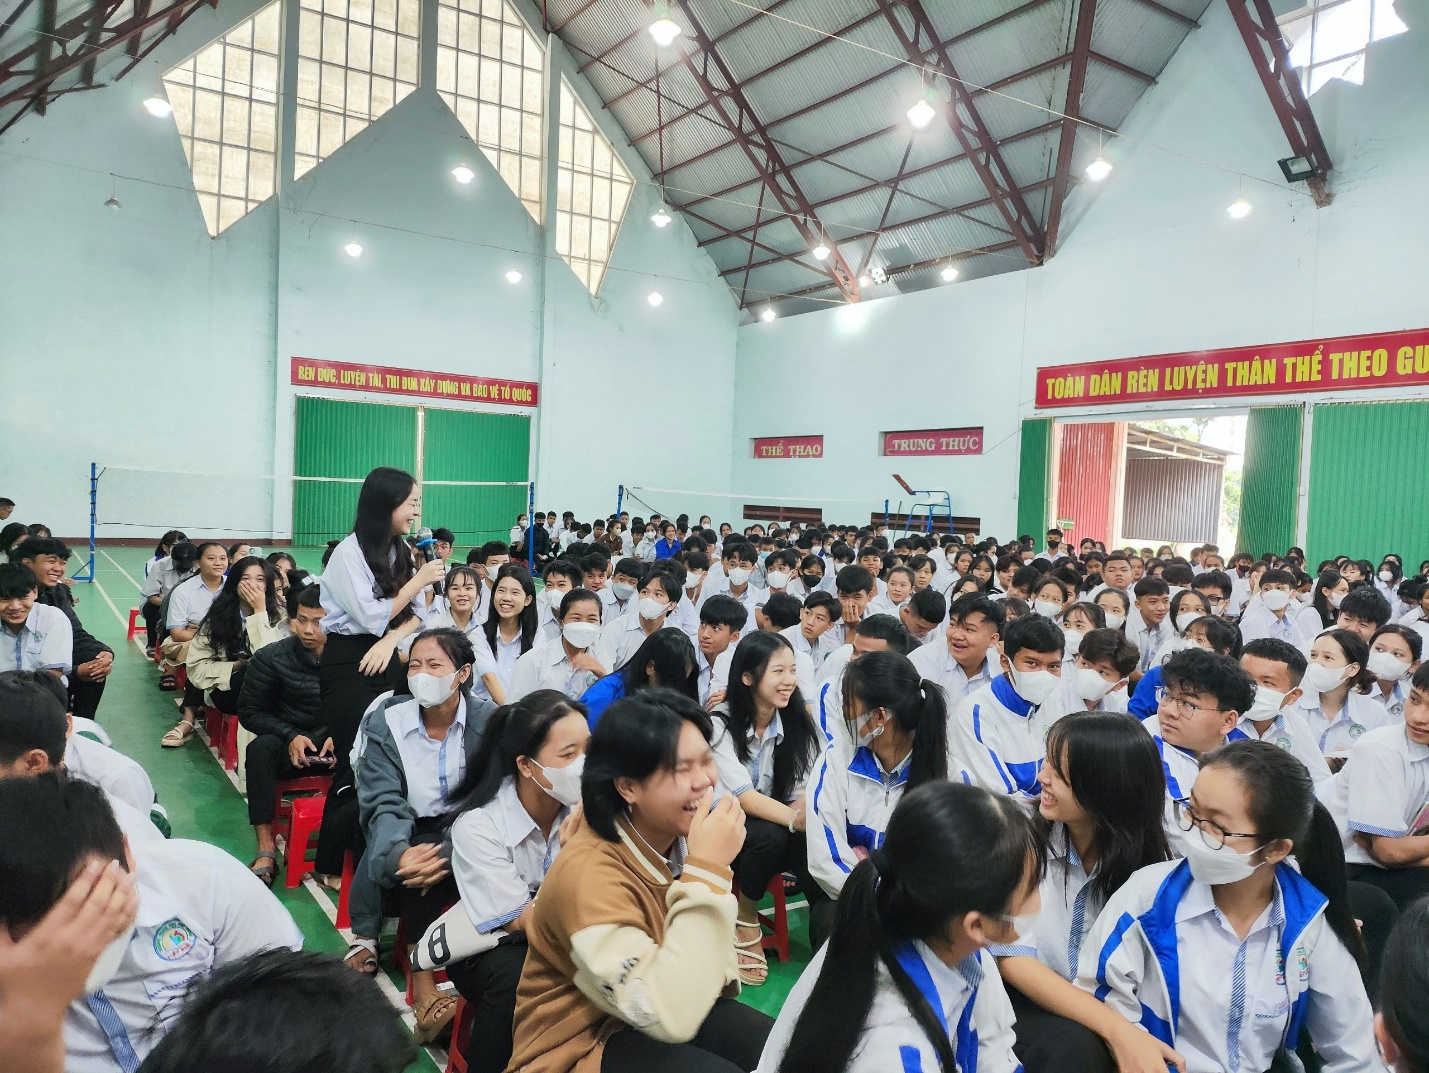 RÈN ĐỨC, LUYỆN TÀI, THI ĐUA XÂY DỰNG VÀ BẢO VỆ TỔ QUỐC
TOÀN DÂN RÈN LUYỆN THÂN THỂ THEO GƯ
THỂ THAO
TRUNG THỰC
B